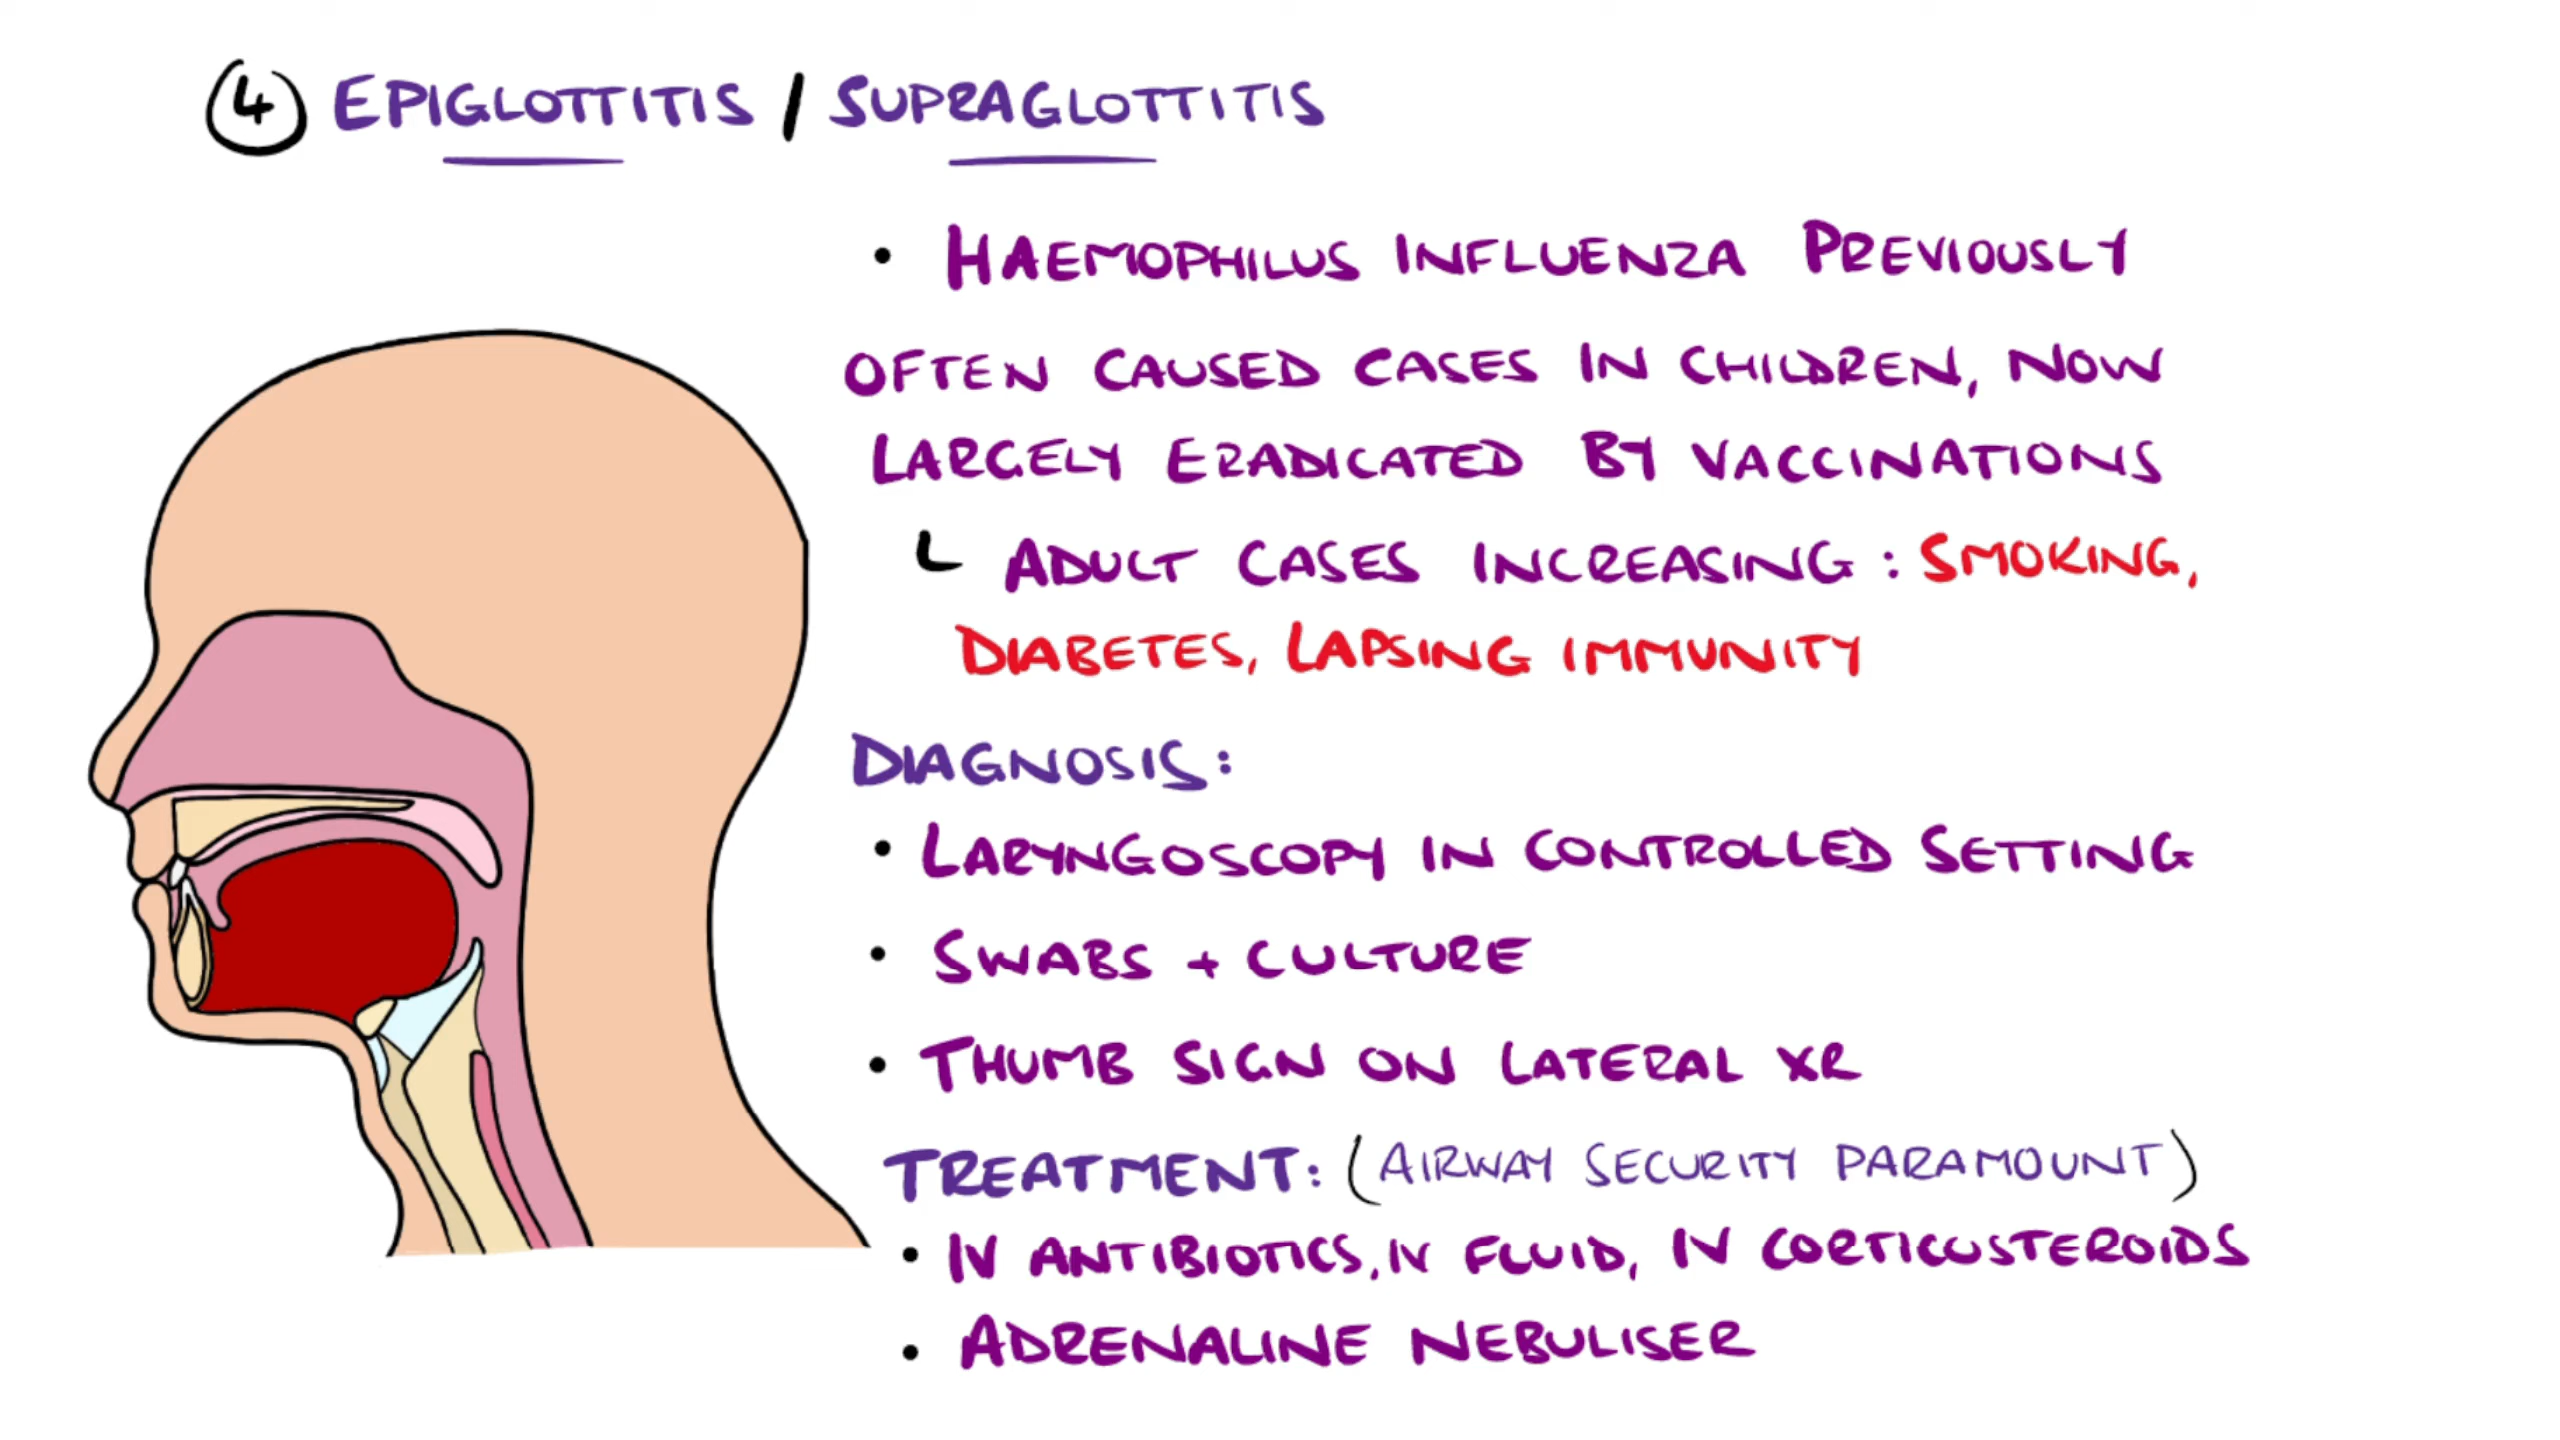 4 EPIGLOTTITIS / SUPRAGLOTTITIS
• HAEMOPHILUS INFLUENZA PREVIOUSLY
OFTEN CAUSED CASES IN CHILDREN, NOW
LARGELY ERADICATED BY VACCINATIONS
ADULT CASES INCREASING: SMOKING,
DIABETES, LAPSING IMMUNITY
DIAGNOSIS:
• LARYNGOSCOPY IN CONTROLLED SETTING
• SWABS + CULTURE
• THUMB SIGN ON LATERAL XR
TREATMENT: (AIRWAY SECURITY PARAMOUNT)
• IV ANTIBIOTICS, IV FLUID, IV CORTICOSTEROIDS
• ADRENALINE NEBULISER